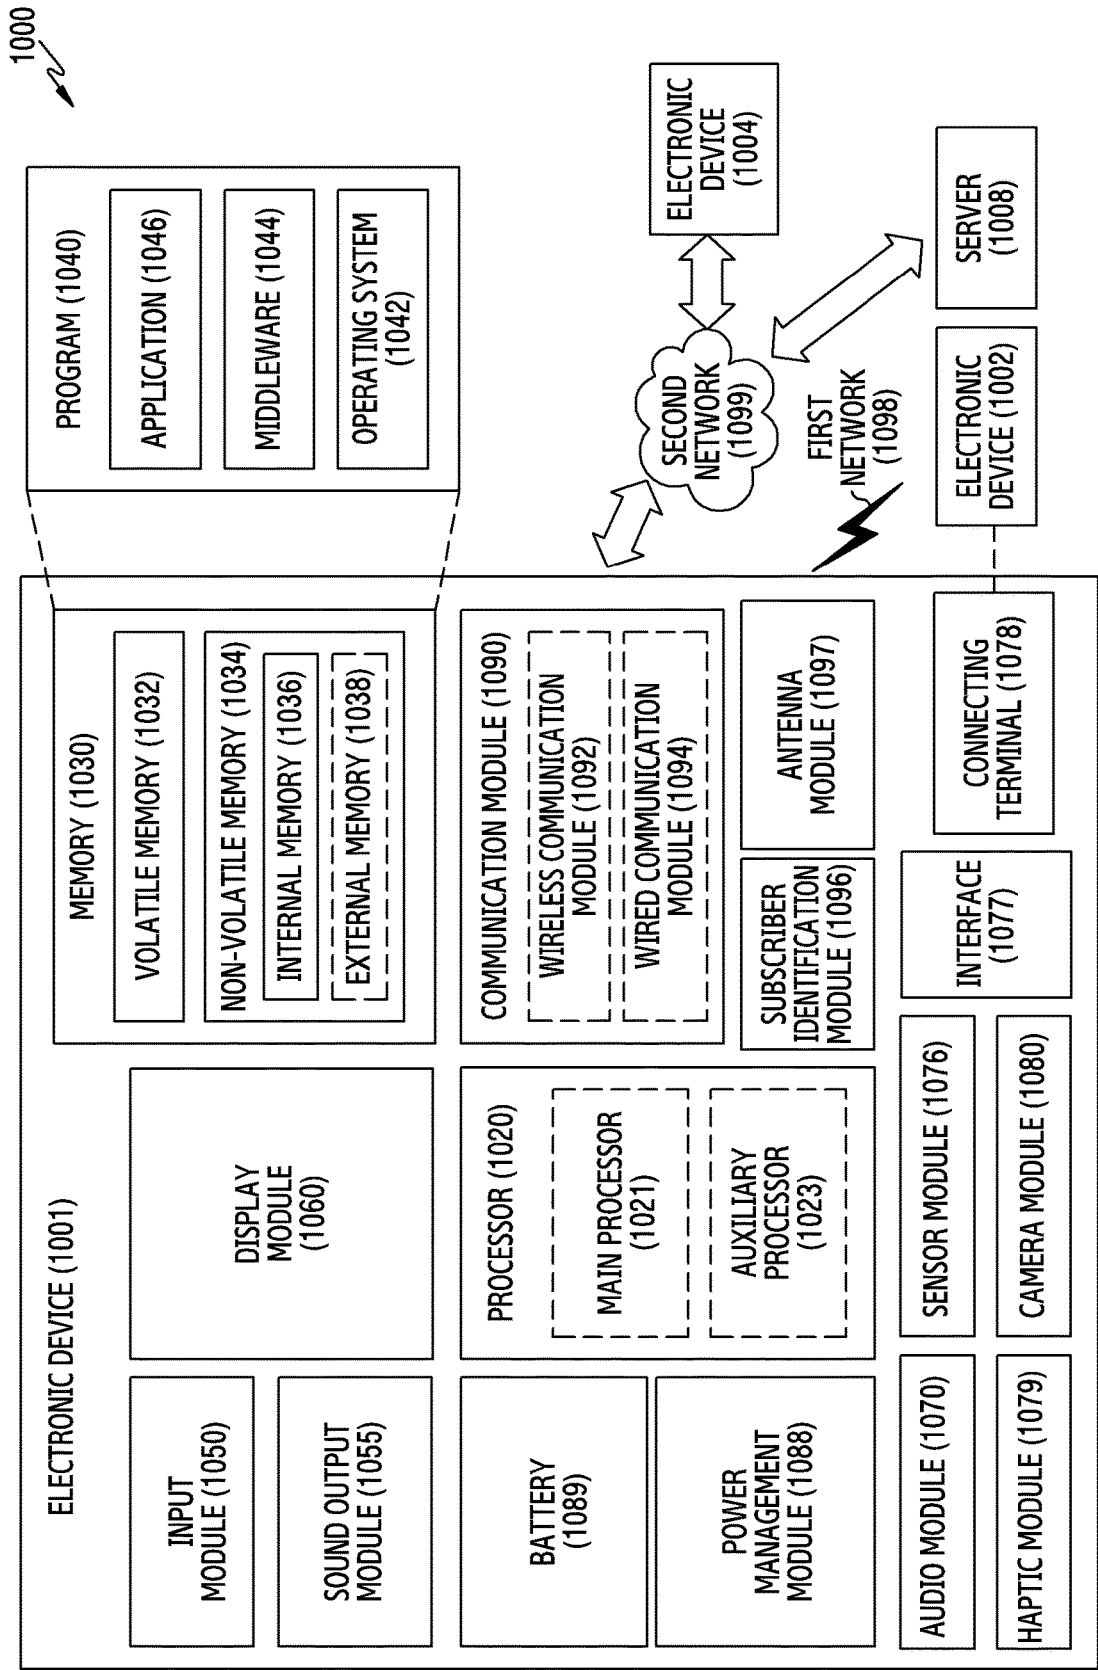 1000
ELECTRONIC DEVICE (1001)
INPUT
MODULE (1050)
SOUND OUTPUT
MODULE (1055)
DISPLAY
MODULE
(1060)
MEMORY (1030)
VOLATILE MEMORY (1032)
NON-VOLATILE MEMORY (1034)
INTERNAL MEMORY (1036)
EXTERNAL MEMORY (1038)
PROGRAM (1040)
APPLICATION (1046)
MIDDLEWARE (1044)
OPERATING SYSTEM
(1042)
BATTERY
(1089)
POWER
MANAGEMENT
MODULE (1088)
PROCESSOR (1020)
MAIN PROCESSOR
(1021)
AUXILIARY
PROCESSOR
(1023)
COMMUNICATION MODULE (1090)
WIRELESS COMMUNICATION
MODULE (1092)
WIRED COMMUNICATION
MODULE (1094)
SUBSCRIBER
IDENTIFICATION
MODULE (1096)
ANTENNA
MODULE (1097)
SECOND
NETWORK
(1099)
ELECTRONIC
DEVICE
(1004)
FIRST
NETWORK
(1098)
AUDIO MODULE (1070)
SENSOR MODULE (1076)
HAPTIC MODULE (1079)
CAMERA MODULE (1080)
INTERFACE
(1077)
CONNECTING
TERMINAL (1078)
ELECTRONIC
DEVICE (1002)
SERVER
(1008)